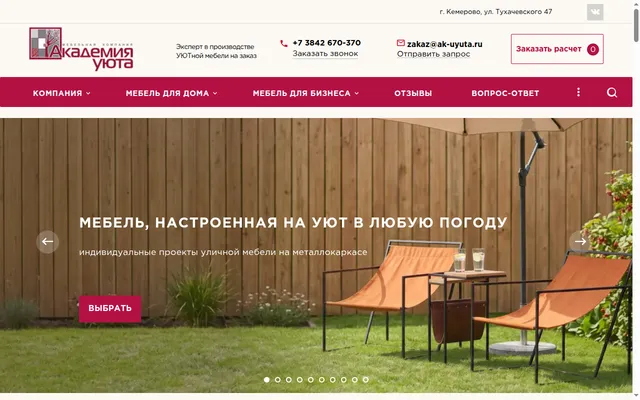 г. Кемерово, ул. Тухачевского 47
МЕБЕЛЬНАЯ КОМПАНИЯ
Академия
уюта
Эксперт в производстве
УЮТной мебели на заказ
+7 3842 670-370
Заказать звонок
zakaz@ak-uyuta.ru
Отправить запрос
Заказать расчет 0
КОМПАНИЯ МЕБЕЛЬ ДЛЯ ДОМА МЕБЕЛЬ ДЛЯ БИЗНЕСА ОТЗЫВЫ ВОПРОС-ОТВЕТ
МЕБЕЛЬ, НАСТРОЕННАЯ НА УЮТ В ЛЮБУЮ ПОГОДУ
индивидуальные проекты уличной мебели на металлокаркасе
ВЫБРАТЬ